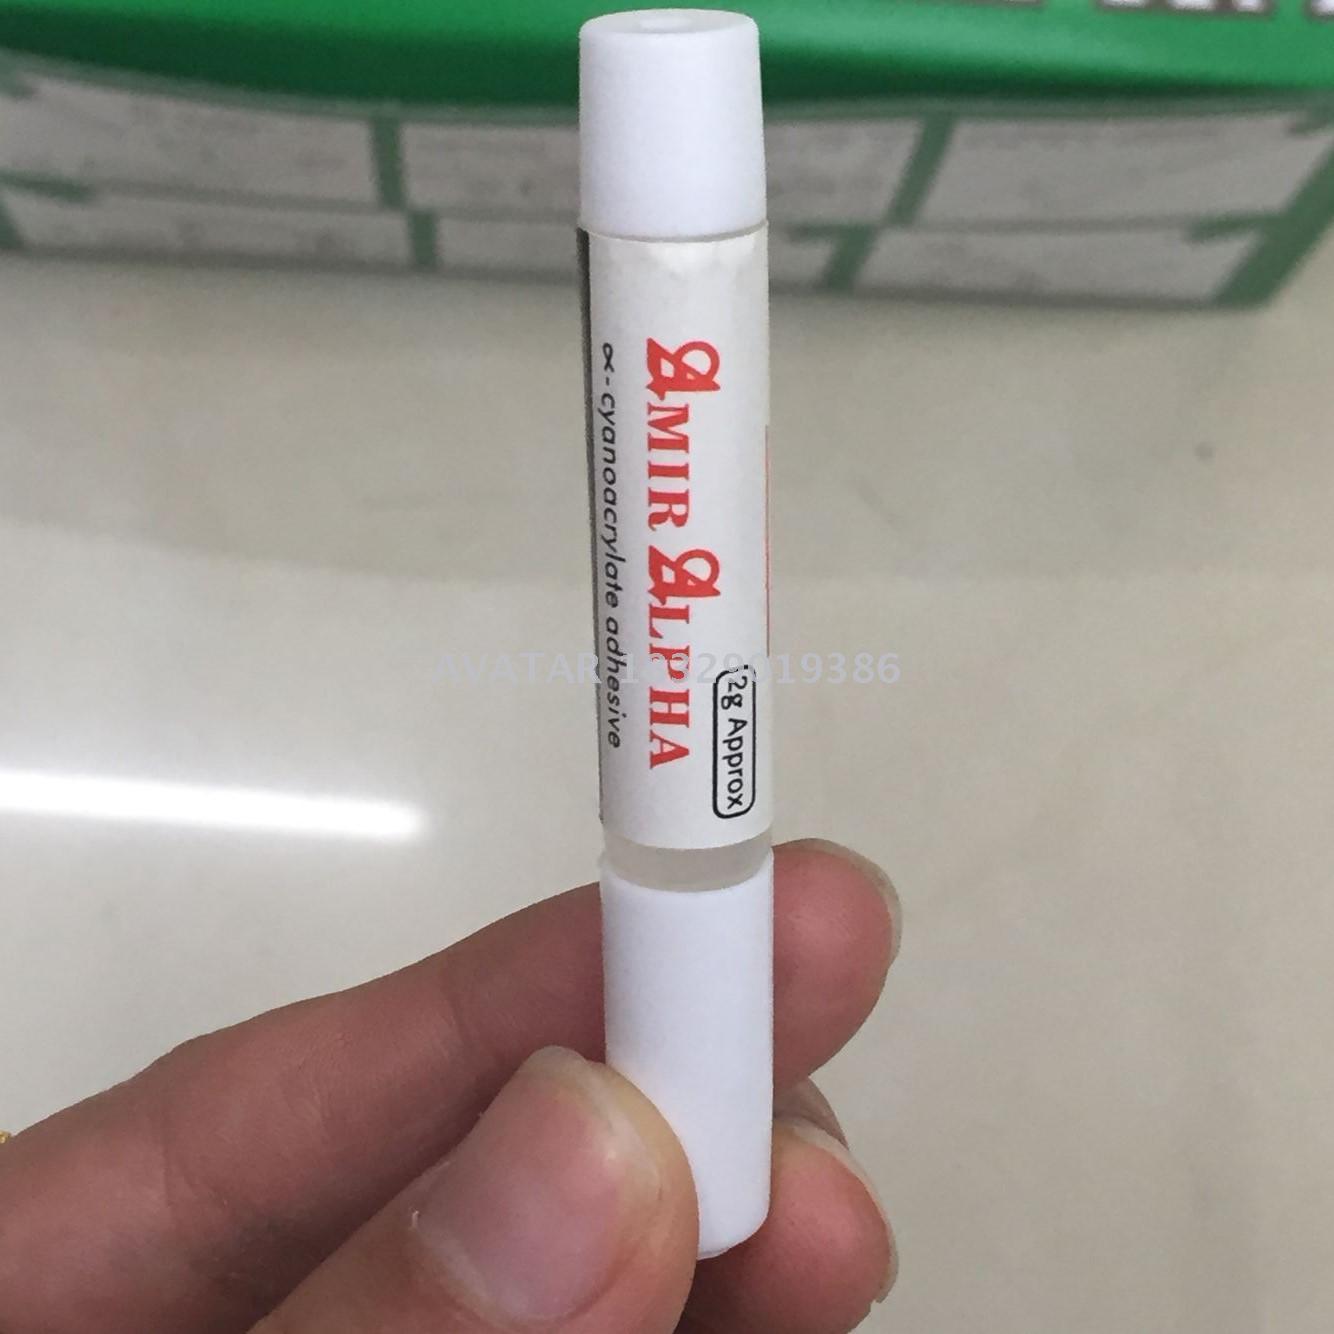 AMIR ALPHA
α-cyanoacrylate adhesive
2g Approx